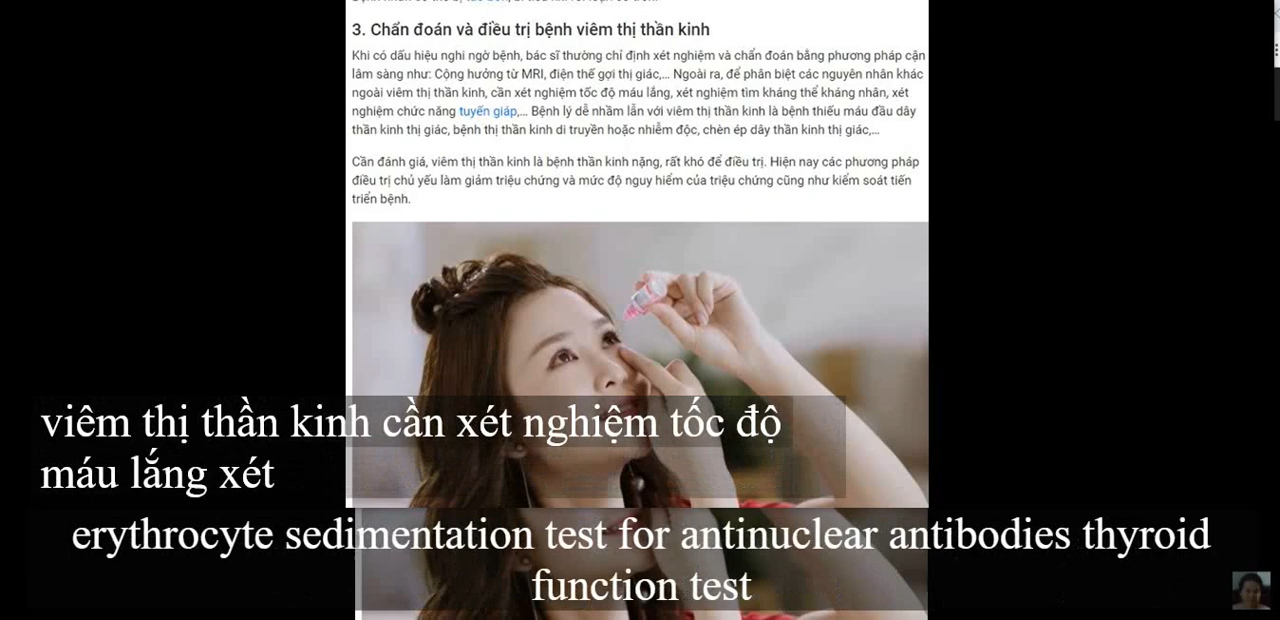 3. Chẩn đoán và điều trị bệnh viêm thị thần kinh
Khi có dấu hiệu nghi ngờ bệnh, bác sĩ thường chỉ định xét nghiệm và chẩn đoán bằng phương pháp cận
lâm sàng như: Cộng hưởng từ MRI, điện thế gợi thị giác,... Ngoài ra, để phân biệt các nguyên nhân khác
ngoài viêm thị thần kinh, cần xét nghiệm tốc độ máu lắng, xét nghiệm tìm kháng thể kháng nhân, xét
nghiệm chức năng tuyến giáp,... Bệnh lý dễ nhầm lẫn với viêm thị thần kinh là bệnh thiếu máu đầu dây
thần kinh thị giác, bệnh thị thần kinh di truyền hoặc nhiễm độc, chèn ép dây thần kinh thị giác,...
Cần đánh giá, viêm thị thần kinh là bệnh thần kinh nặng, rất khó để điều trị. Hiện nay các phương pháp
điều trị chủ yếu làm giảm triệu chứng và mức độ nguy hiểm của triệu chứng cũng như kiểm soát tiến
triển bệnh.
viêm thị thần kinh cần xét nghiệm tốc độ
máu lắng xét
erythrocyte sedimentation test for antinuclear antibodies thyroid
function test